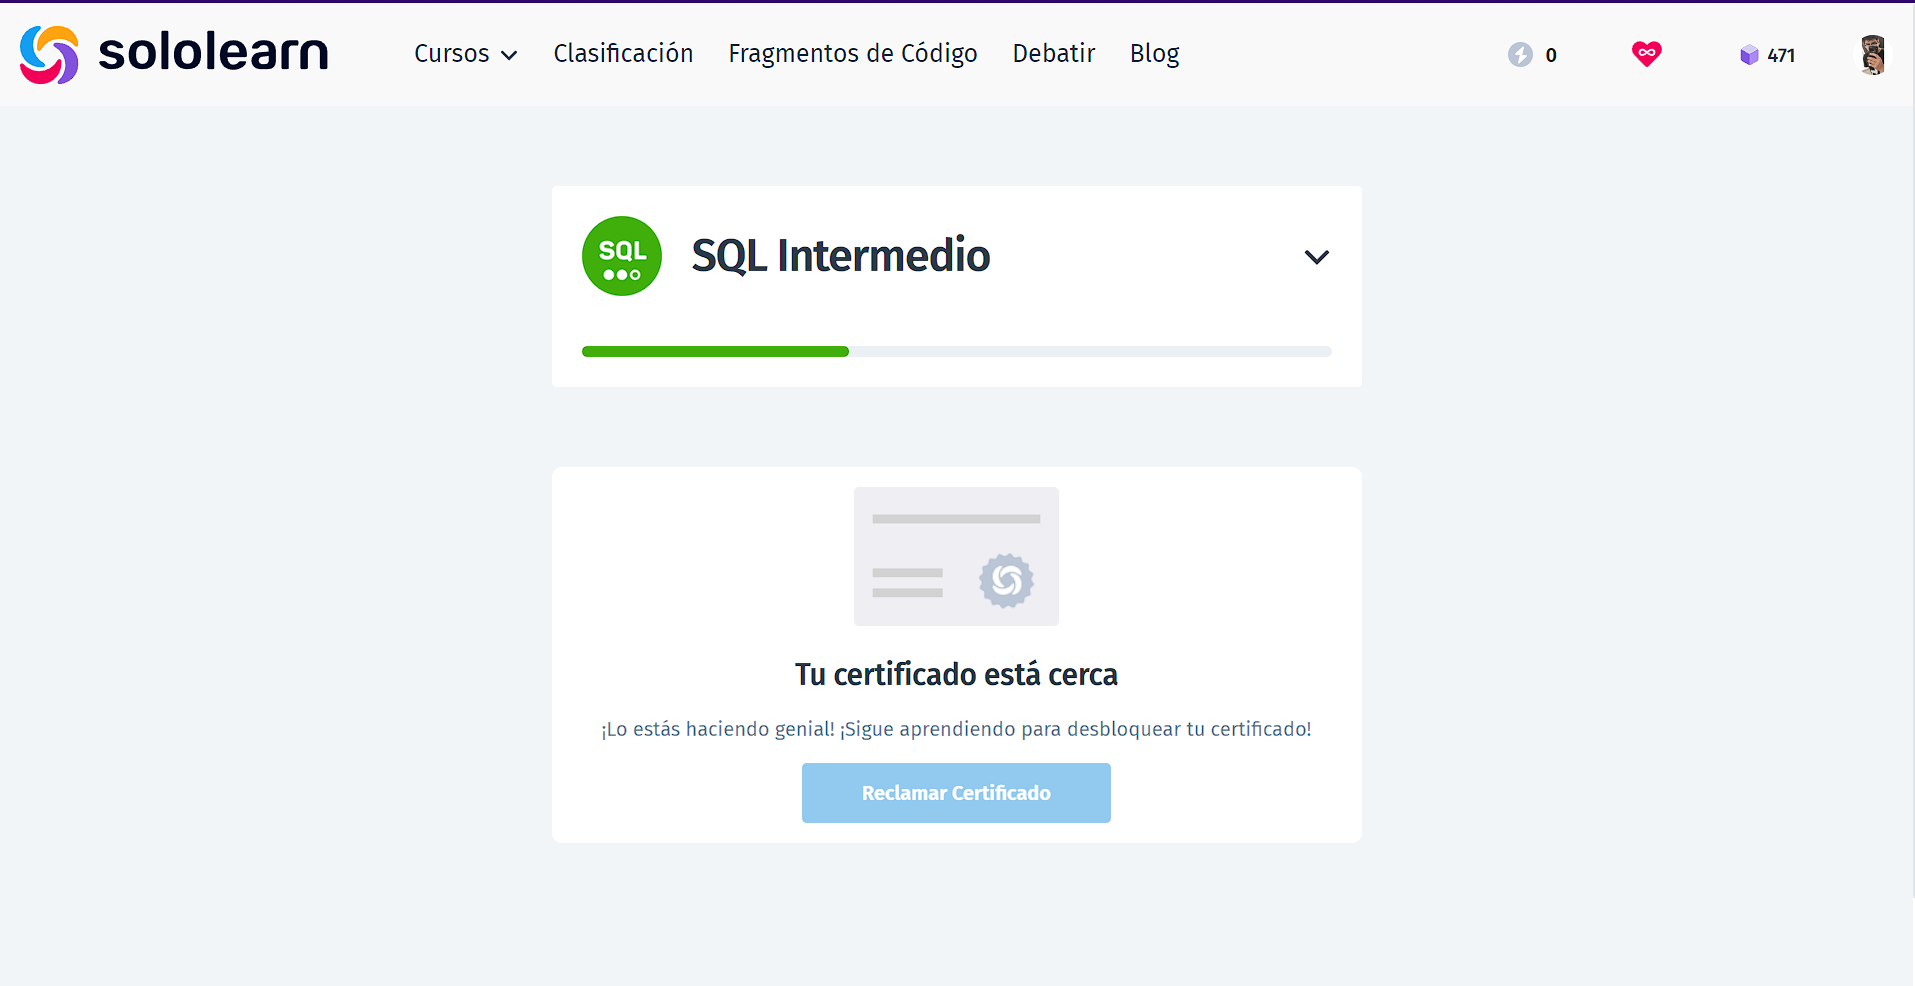 sololearn
Cursos
Clasificación
Fragmentos de Código
Debatir
Blog
0
471
SQL
SQL Intermedio
Tu certificado está cerca
¡Lo estás haciendo genial! ¡Sigue aprendiendo para desbloquear tu certificado!
Reclamar Certificado